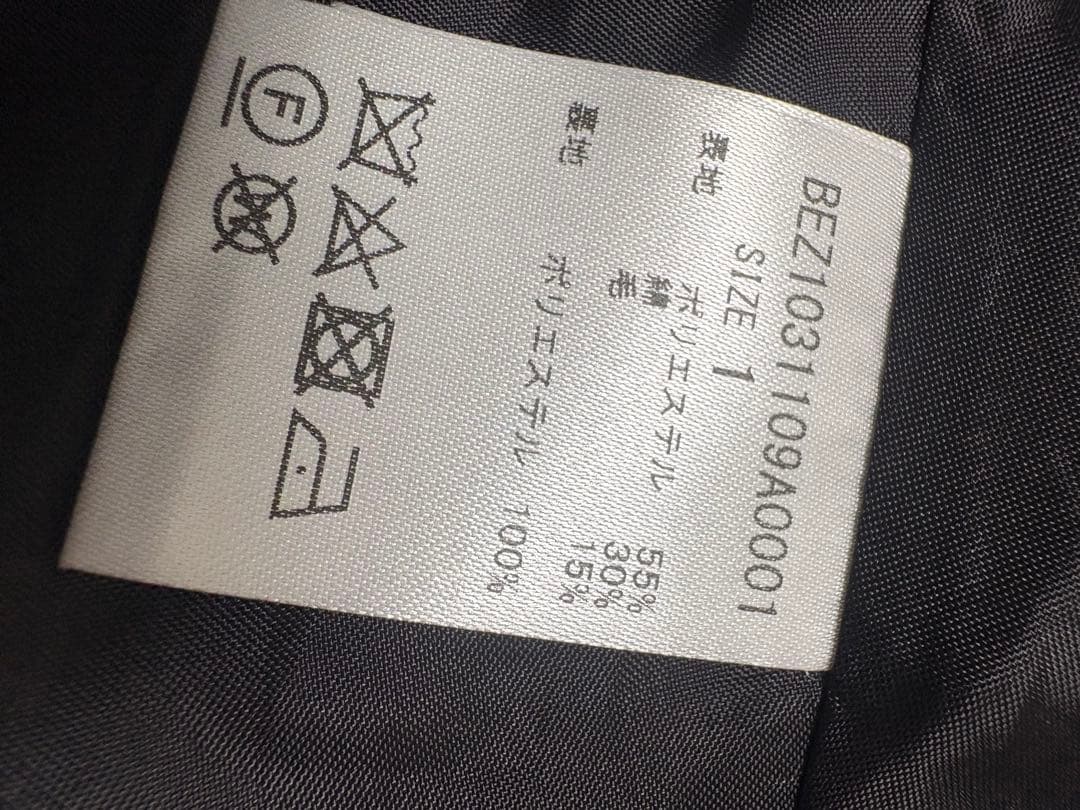 BEZ1031109A0001
SIZE 1
表地 ポリエステル 55%
綿 30%
毛 15%
裏地 ポリエステル 100%
F
W